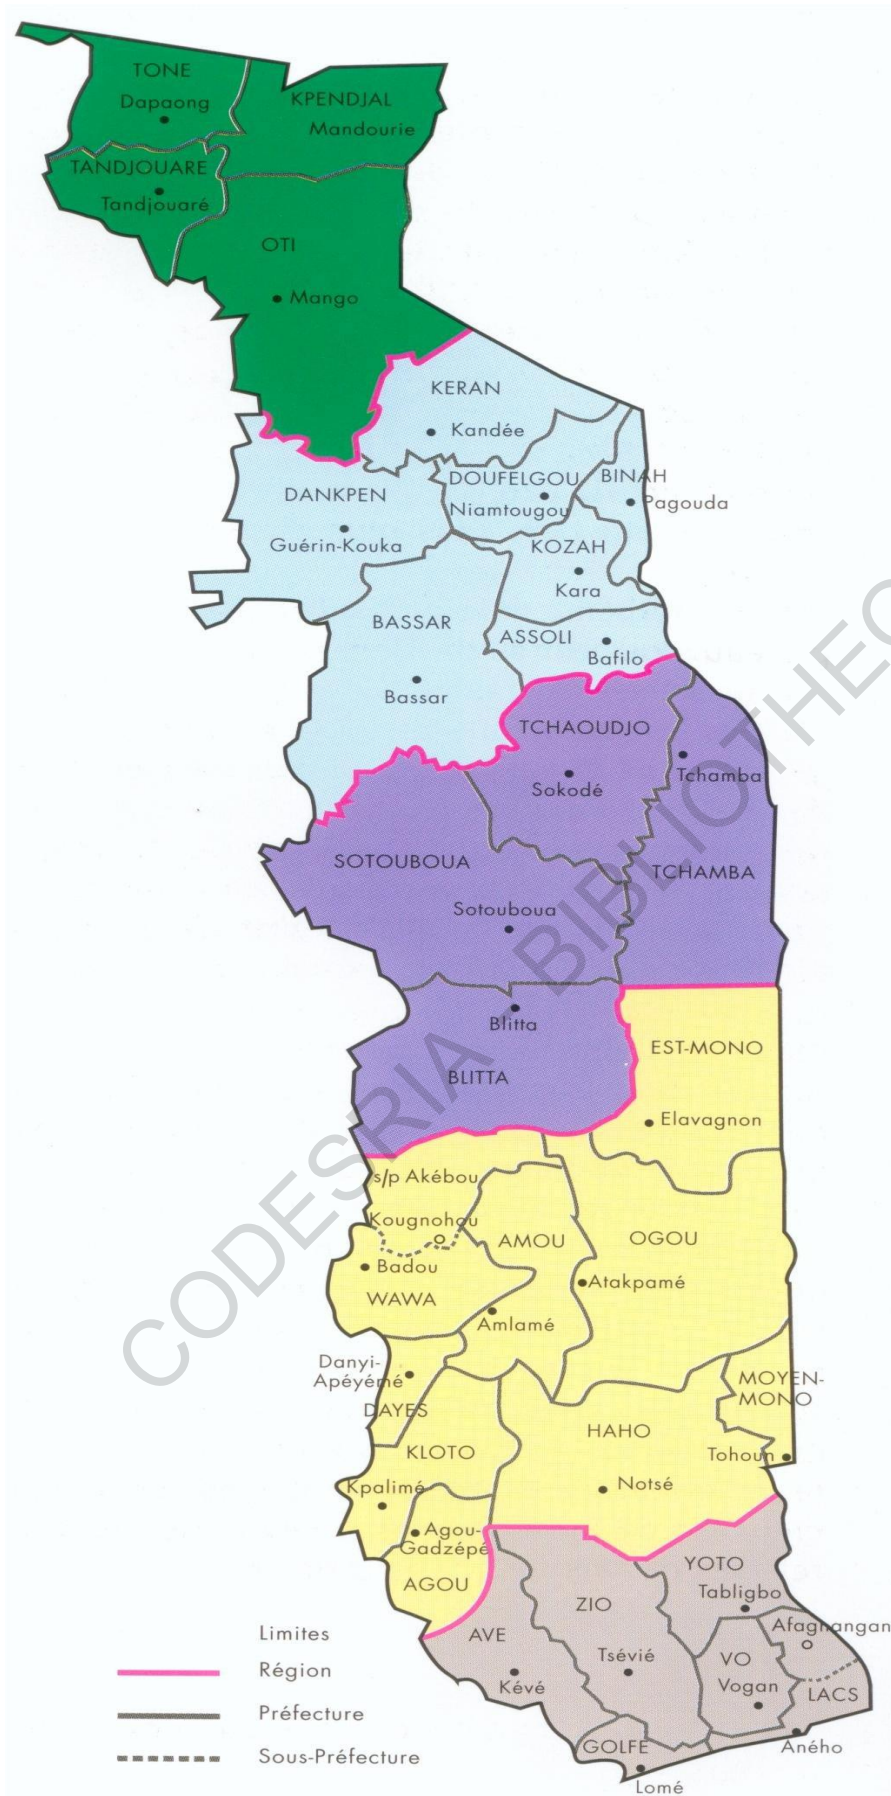 TONE
Dapaong
KPENDJAL
Mandourie
TANDJOUARE
Tandjouaré
OTI
Mango
KERAN
Kandée
DOUFELGOU
Niamtougou
BINAH
Pagouda
DANKPEN
Guérin-Kouka
KOZAH
Kara
BASSAR
Bassar
ASSOLI
Bafilo
TCHAOUDJO
Sokodé
Tchamba
TCHAMBA
SOTOUBOUA
Sotouboua
Blitta
BLITTA
EST-MONO
Elavagnon
s/p Akébou
Kougnohou
Badou
WAWA
AMOU
Amlamé
OGOU
Atakpamé
Danyi-
Apéyémé
DAYES
MOYEN-
MONO
Tohoun
KLOTO
Kpalimé
HAHO
Notsé
Agou-
Gadzépé
AGOU
YOTO
Tabligbo
ZIO
Tsévié
AVE
Kévé
Afagnangan
VO
Vogan
LACS
Aného
GOLFE
Lomé
Limites
Région
Préfecture
Sous-Préfecture
CODESRIA - BIBLIOTHEC